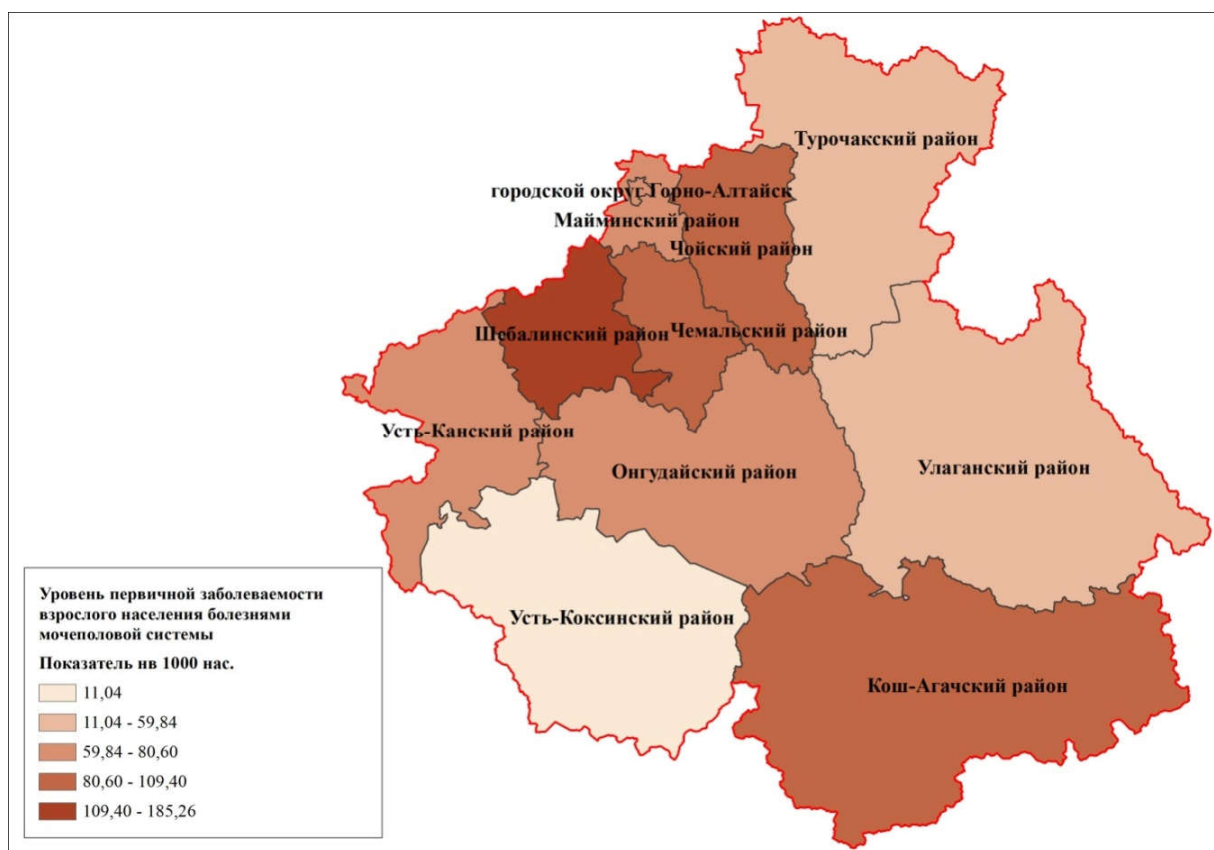 Турочакский район
городской округ Горно-Алтайск
Майминский район
Чойский район
Шебалинский район
Чемальский район
Усть-Канский район
Онгудайский район
Улаганский район
Усть-Коксинский район
Кош-Агачский район
Уровень первичной заболеваемости
взрослого населения болезнями
мочеполовой системы
Показатель нв 1000 нас.
11,04
11,04 - 59,84
59,84 - 80,60
80,60 - 109,40
109,40 - 185,26